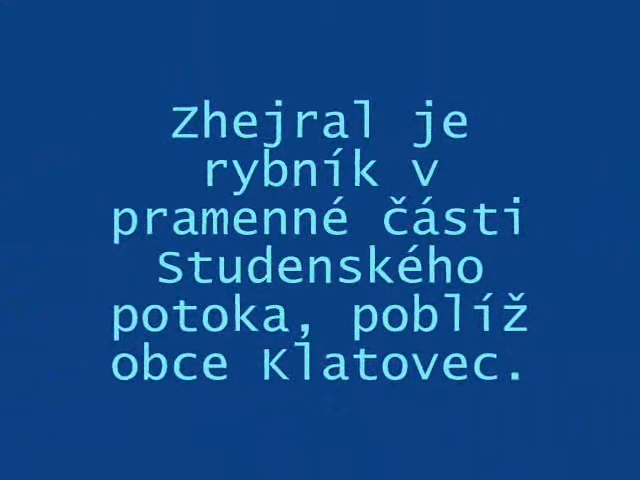 Zhejral je
rybník v
pramenné části
Studenského
potoka, poblíž
obce Klatovec.